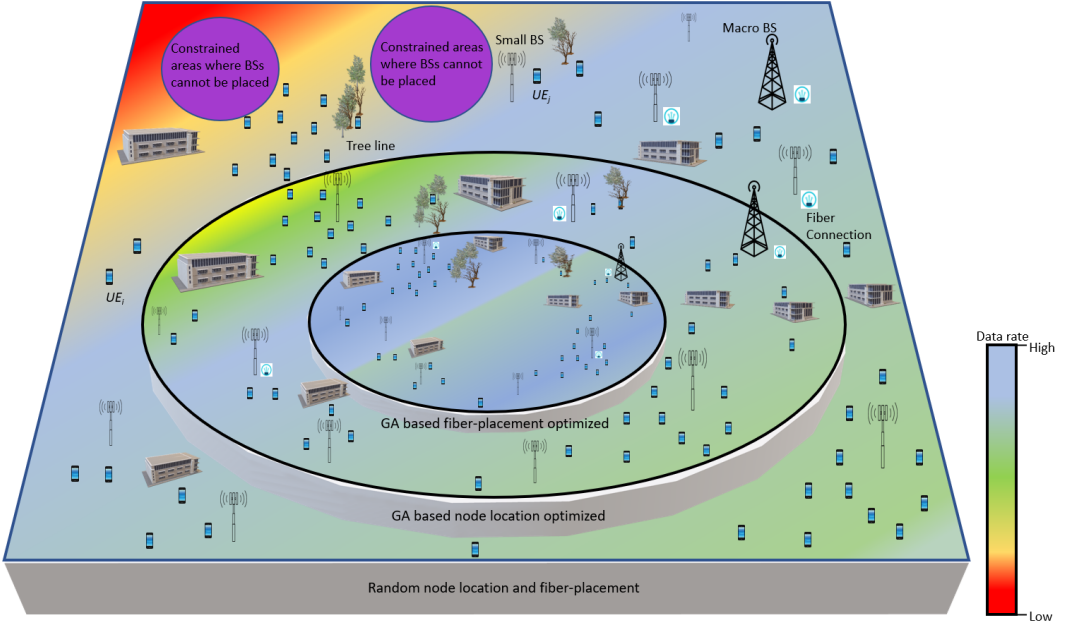 Constrained
areas where BSs
cannot be placed
Constrained areas
where BSs cannot
be placed
Small BS
Macro BS
UEj
Tree line
Fiber
Connection
UEi
Data rate
High
GA based fiber-placement optimized
GA based node location optimized
Random node location and fiber-placement
Low